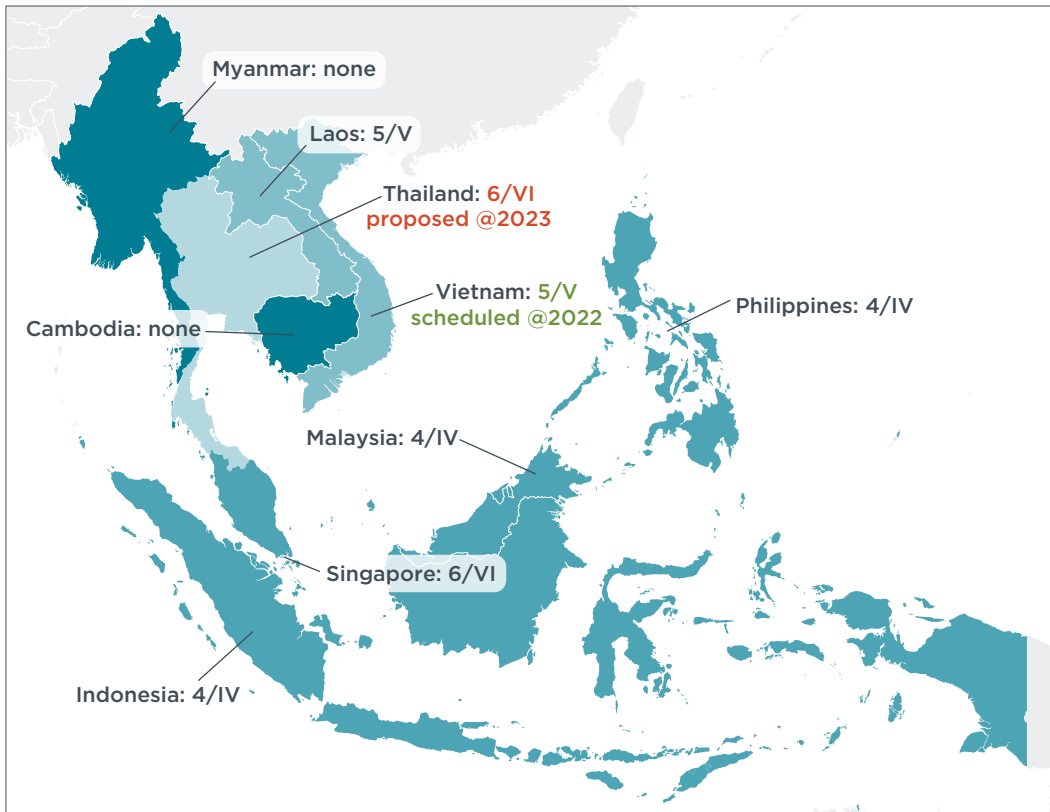 Myanmar: none
Laos: 5/V
Thailand: 6/VI
proposed @2023
Vietnam: 5/V
scheduled @2022
Philippines: 4/IV
Cambodia: none
Malaysia: 4/IV
Singapore: 6/VI
Indonesia: 4/IV